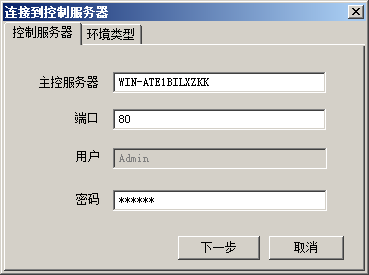 连接到控制服务器
控制服务器 环境类型
主控服务器 WIN-ATE1BILXZKK
端口 80
用户 Admin
密码 ******
下一步 取消